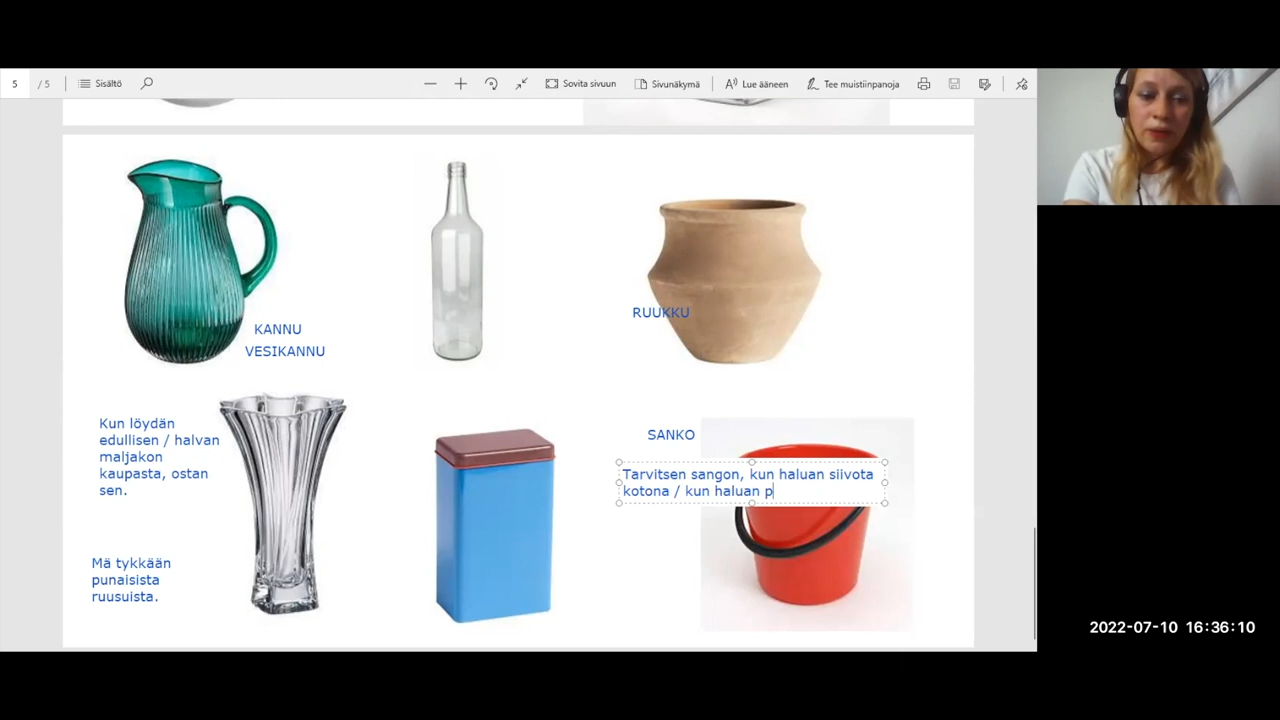 5 / 5 Sisältö Sovita sivuun Sivunäkymä Lue ääneen Tee muistiinpanoja
KANNU
VESIKANNU
RUUKKU
Kun löydän
edullisen / halvan
maljakon
kaupasta, ostan
sen.
Mä tykkään
punaisista
ruusuista.
SANKO
Tarvitsen sangon, kun haluan siivota
kotona / kun haluan p
2022-07-10 16:36:10